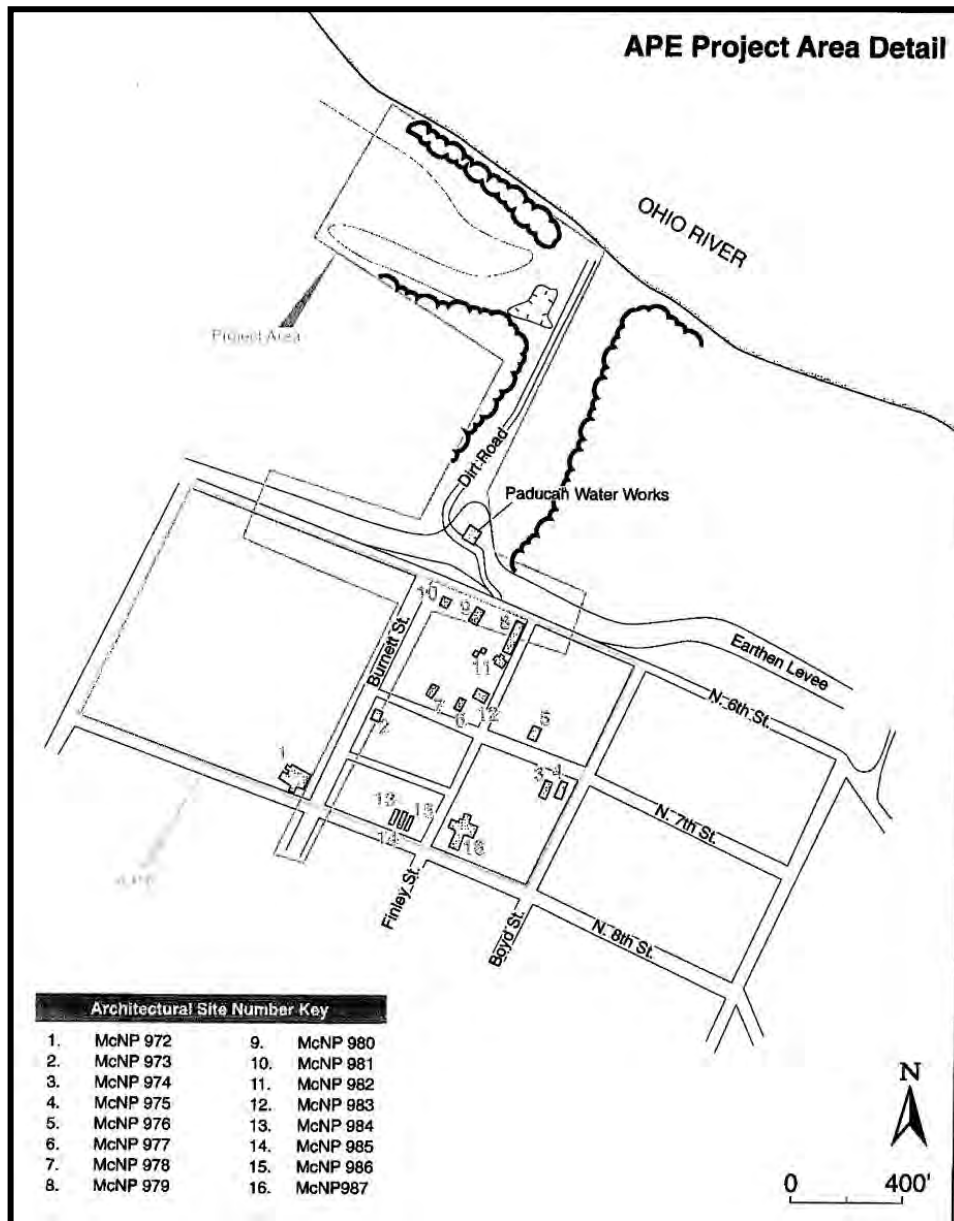 APE Project Area Detail
OHIO RIVER
Project Area
Dirt Road
Paducah Water Works
10
9
8
Burnett St.
11
Earthen Levee
N. 6th St.
7
6
12
2
5
1
3
4
13
15
N. 7th St.
14
16
APE
Finley St.
Boyd St.
N. 8th St.
Architectural Site Number Key
1. McNP 972
2. McNP 973
3. McNP 974
4. McNP 975
5. McNP 976
6. McNP 977
7. McNP 978
8. McNP 979
9. McNP 980
10. McNP 981
11. McNP 982
12. McNP 983
13. McNP 984
14. McNP 985
15. McNP 986
16. McNP987
N
0 400'